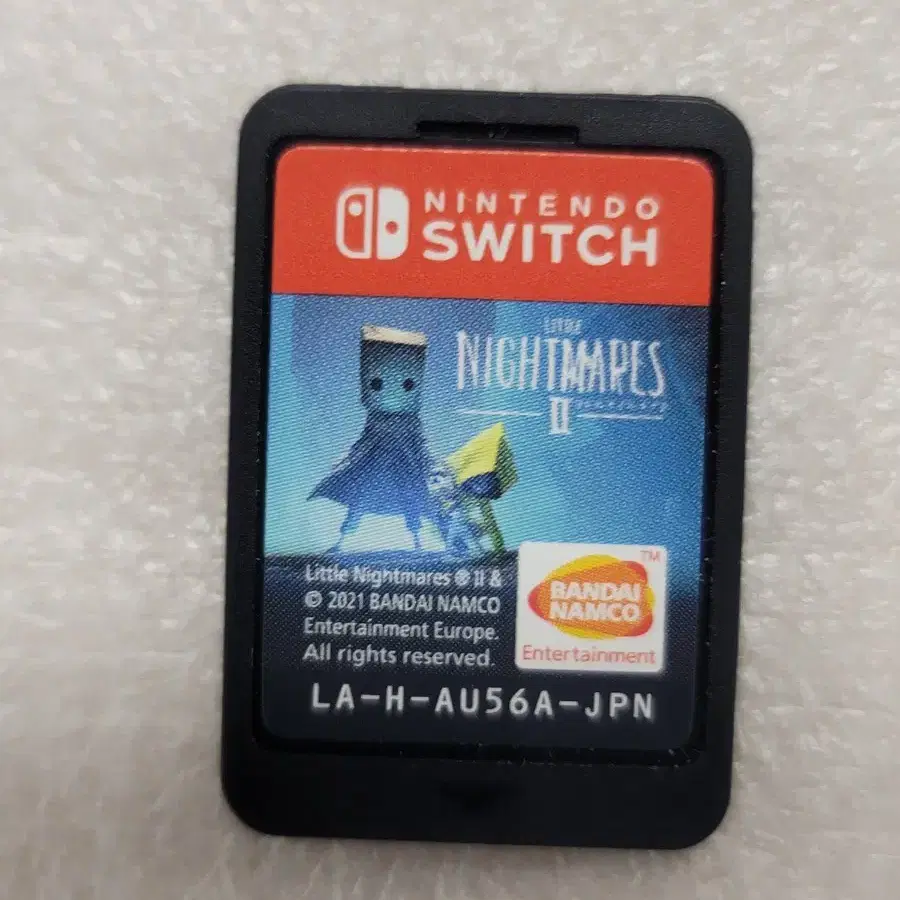 NINTENDO
SWITCH
LITTLE
NIGHTMARES
II
Little Nightmares ® II &
© 2021 BANDAI NAMCO
Entertainment Europe.
All rights reserved.
TM
BANDAI
NAMCO
Entertainment
LA-H-AU56A-JPN